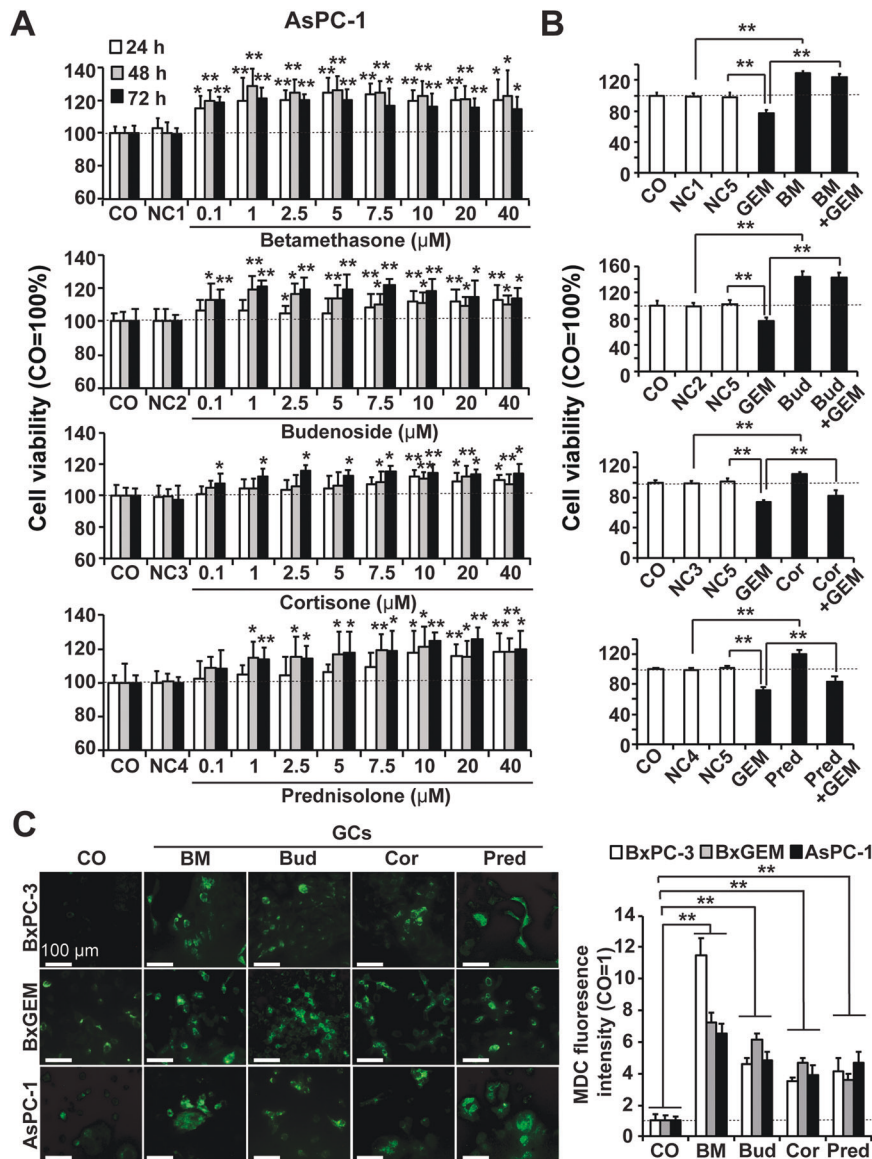 A
AsPC-1
24 h
48 h
72 h
Cell viability (CO=100%)
140
120
100
80
60
** ** ** ** ** ** ** * *
* ** ** ** ** ** ** ** ** ** ** ** ** ** ** *
CO NC1 0.1 1 2.5 5 7.5 10 20 40
Betamethasone (µM)
140
120
100
80
60
CO NC2 0.1 1 2.5 5 7.5 10 20 40
Budenoside (µM)
140
120
100
80
60
CO NC3 0.1 1 2.5 5 7.5 10 20 40
Cortisone (µM)
140
120
100
80
60
CO NC4 0.1 1 2.5 5 7.5 10 20 40
Prednisolone (µM)
B
Cell viability (CO=100%)
**
** **
160
120
80
40
0
CO NC1 NC5 GEM BM BM +GEM
**
** **
160
120
80
40
0
CO NC2 NC5 GEM Bud Bud +GEM
**
** **
160
120
80
40
0
CO NC3 NC5 GEM Cor Cor +GEM
**
** **
160
120
80
40
0
CO NC4 NC5 GEM Pred Pred +GEM
C
GCs
CO BM Bud Cor Pred
BxPC-3
100 µm
BxGEM
AsPC-1
BxPC-3 BxGEM AsPC-1
**
**
**
**
MDC fluoresence
intensity (CO=1)
14
12
10
8
6
4
2
0
CO BM Bud Cor Pred